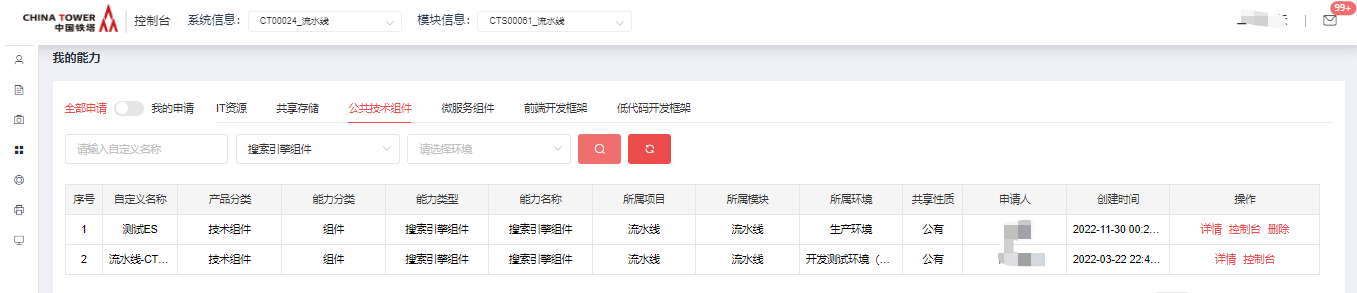 CHINA TOWER 中国铁塔 控制台 系统信息: CT00024_流水线 模块信息: CTS00061_流水线 99+
我的能力
全部申请 我的申请 IT资源 共享存储 公共技术组件 微服务组件 前端开发框架 低代码开发框架
请输入自定义名称 搜索引擎组件 请选择环境
序号 自定义名称 产品分类 能力分类 能力类型 能力名称 所属项目 所属模块 所属环境 共享性质 申请人 创建时间 操作
1 测试ES 技术组件 组件 搜索引擎组件 搜索引擎组件 流水线 流水线 生产环境 公有 2022-11-30 00:2... 详情 控制台 删除
2 流水线-CT... 技术组件 组件 搜索引擎组件 搜索引擎组件 流水线 流水线 开发测试环境（... 公有 2022-03-22 22:4... 详情 控制台